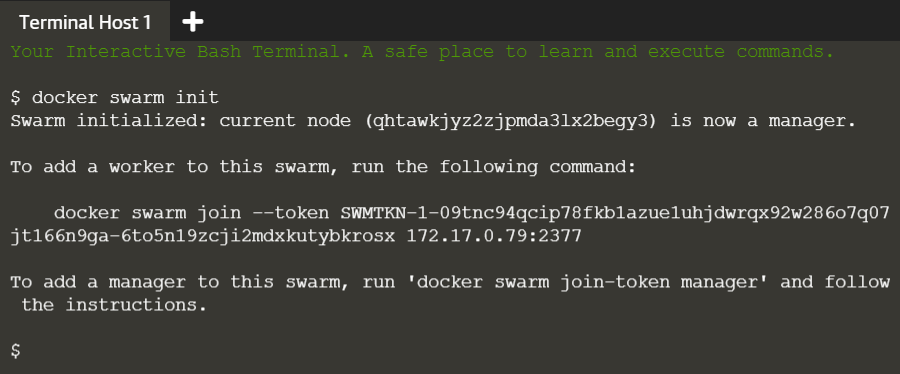 Terminal Host 1 +
Your Interactive Bash Terminal. A safe place to learn and execute commands.
$ docker swarm init
Swarm initialized: current node (qhtawkjyz2zjpmda3lx2begy3) is now a manager.
To add a worker to this swarm, run the following command:
docker swarm join --token SWMTKN-1-09tnc94qcip78fkb1azue1uhjdwrqx92w286o7q07
jt166n9ga-6to5n19zcji2mdxkutybkrosx 172.17.0.79:2377
To add a manager to this swarm, run 'docker swarm join-token manager' and follow
the instructions.
$